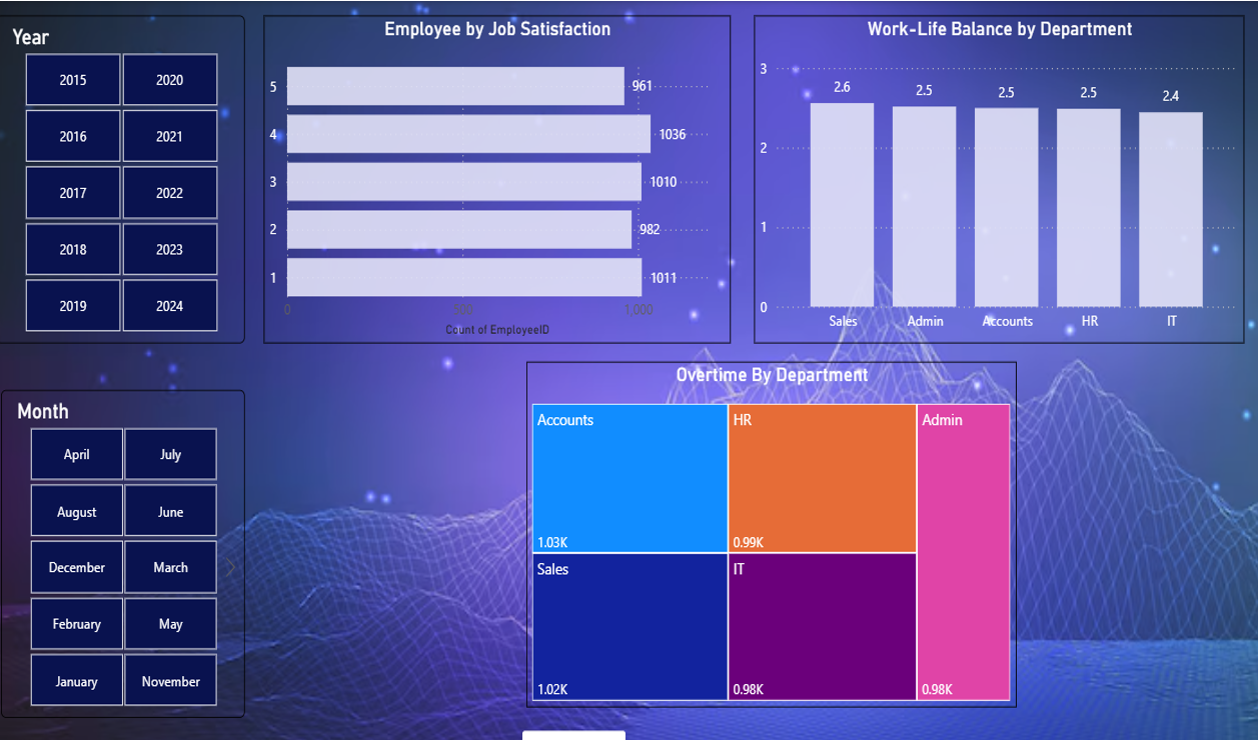 Year
2015 2020
2016 2021
2017 2022
2018 2023
2019 2024
Employee by Job Satisfaction
5 961
4 1036
3 1010
2 982
1 1011
0 500 1,000
Count of EmployeeID
Work-Life Balance by Department
3
2
1
0
2.6 2.5 2.5 2.5 2.4
Sales Admin Accounts HR IT
Month
April July
August June
December March
February May
January November
Overtime By Department
Accounts HR Admin
1.03K 0.99K
Sales IT
1.02K 0.98K 0.98K